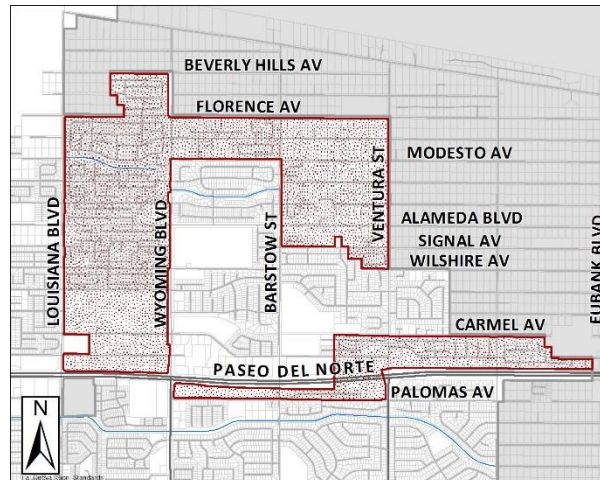 BEVERLY HILLS AV
FLORENCE AV
MODESTO AV
VENTURA ST
ALAMEDA BLVD
SIGNAL AV
WILSHIRE AV
LOUISIANA BLVD
WYOMING BLVD
BARSTOW ST
EUBANK BLVD
CARMEL AV
PASEO DEL NORTE
PALOMAS AV
N